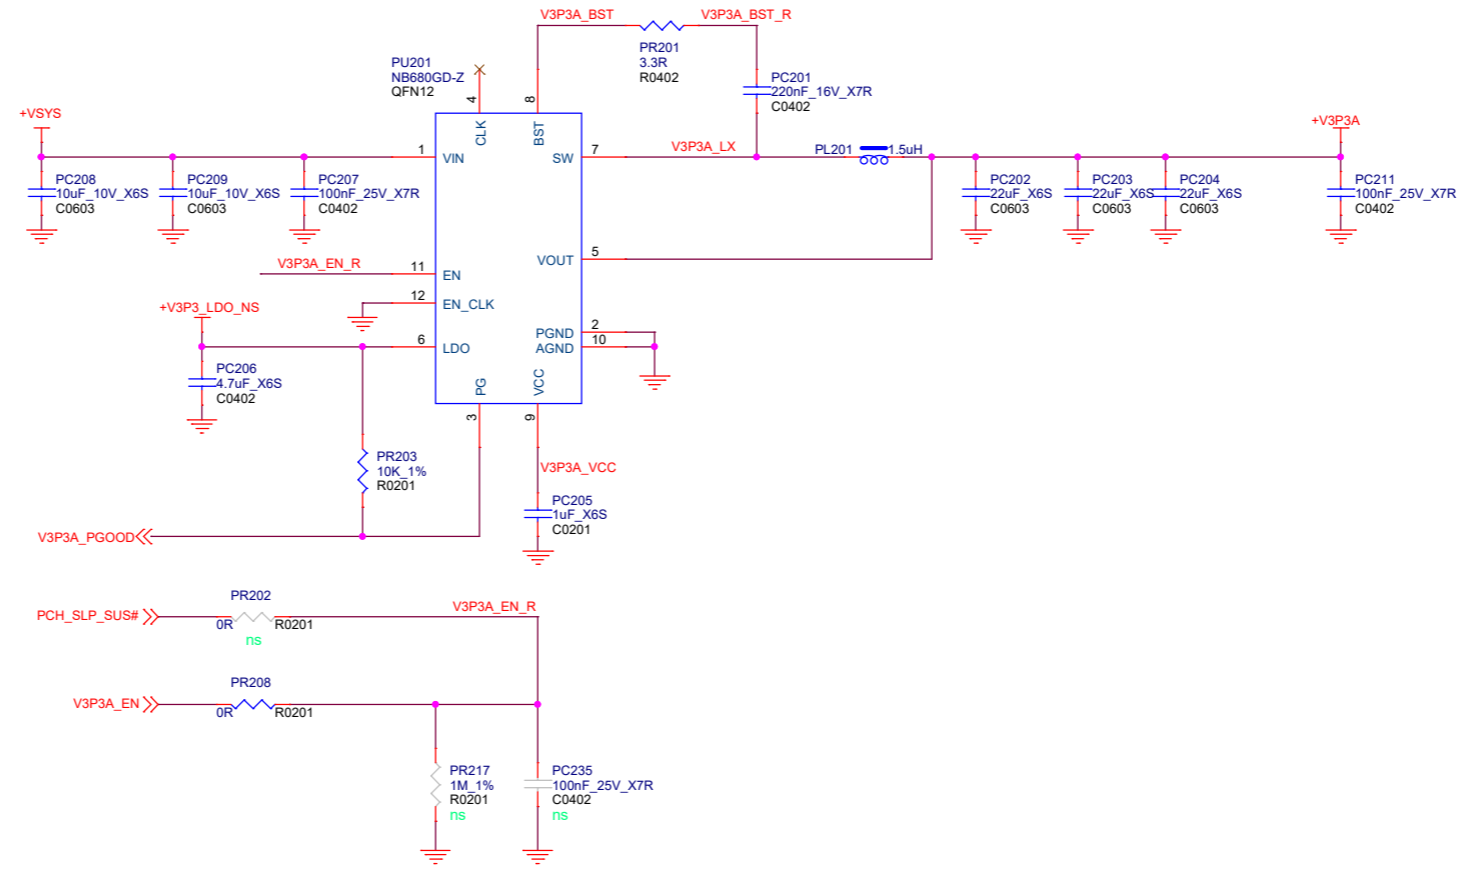 V3P3A_BST
V3P3A_BST_R
PR201
3.3R
R0402
PU201
NB680GD-Z
QFN12
PC201
220nF_16V_X7R
C0402
4
CLK
8
BST
+VSYS
1
VIN
SW
7
V3P3A_LX
PL201
1.5uH
+V3P3A
PC208
10uF_10V_X6S
C0603
PC209
10uF_10V_X6S
C0603
PC207
100nF_25V_X7R
C0402
PC202
22uF_X6S
C0603
PC203
22uF_X6S
C0603
PC204
22uF_X6S
C0603
PC211
100nF_25V_X7R
C0402
VOUT
5
V3P3A_EN_R
11
EN
12
EN_CLK
+V3P3_LDO_NS
6
LDO
PGND
2
AGND
10
PC206
4.7uF_X6S
C0402
PG
3
VCC
9
PR203
10K_1%
R0201
V3P3A_VCC
PC205
1uF_X6S
C0201
V3P3A_PGOOD
PR202
PCH_SLP_SUS#
0R
R0201
ns
V3P3A_EN_R
PR208
V3P3A_EN
0R
R0201
PR217
1M_1%
R0201
ns
PC235
100nF_25V_X7R
C0402
ns